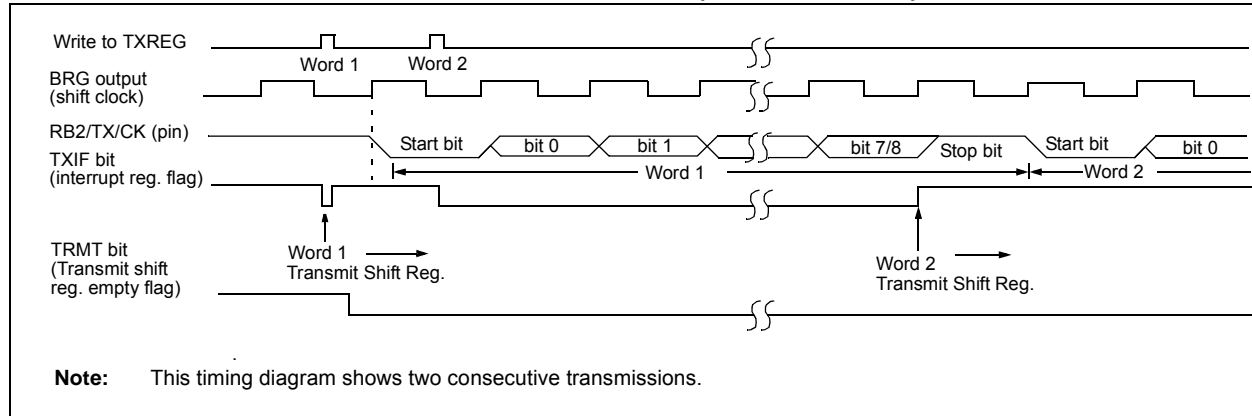 Write to TXREG
Word 1
Word 2
BRG output
(shift clock)
RB2/TX/CK (pin)
Start bit
bit 0
bit 1
bit 7/8
Stop bit
Start bit
bit 0
TXIF bit
(interrupt reg. flag)
Word 1
Word 2
TRMT bit
(Transmit shift
reg. empty flag)
Word 1
Transmit Shift Reg.
Word 2
Transmit Shift Reg.
Note: This timing diagram shows two consecutive transmissions.